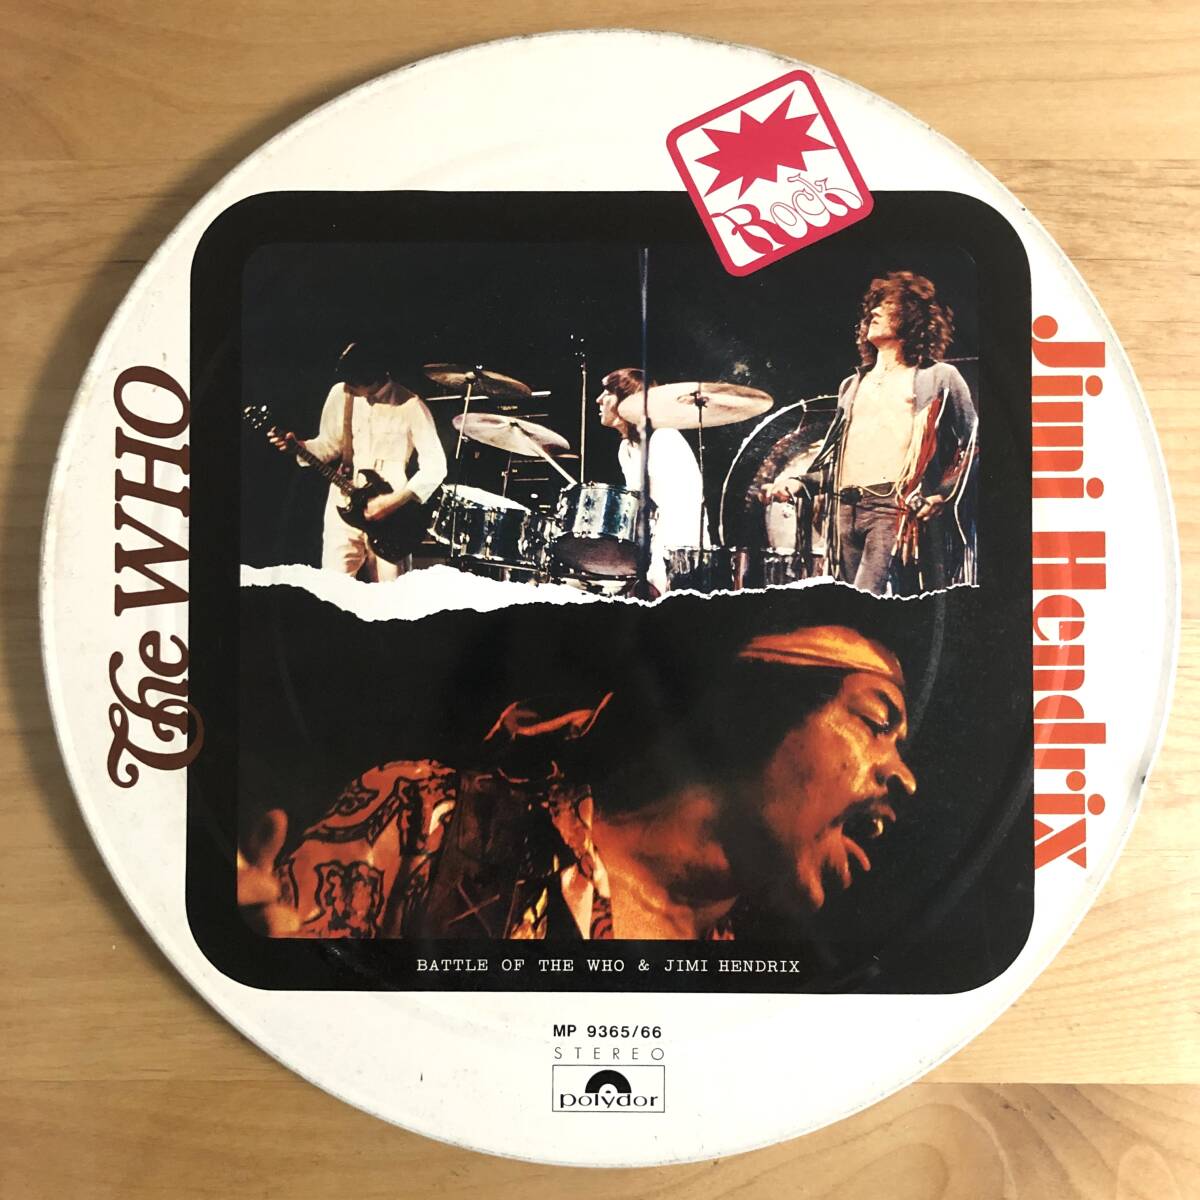 Rock
The WHO
Jimi Hendrix
BATTLE OF THE WHO & JIMI HENDRIX
MP 9365/66
STEREO
polydor